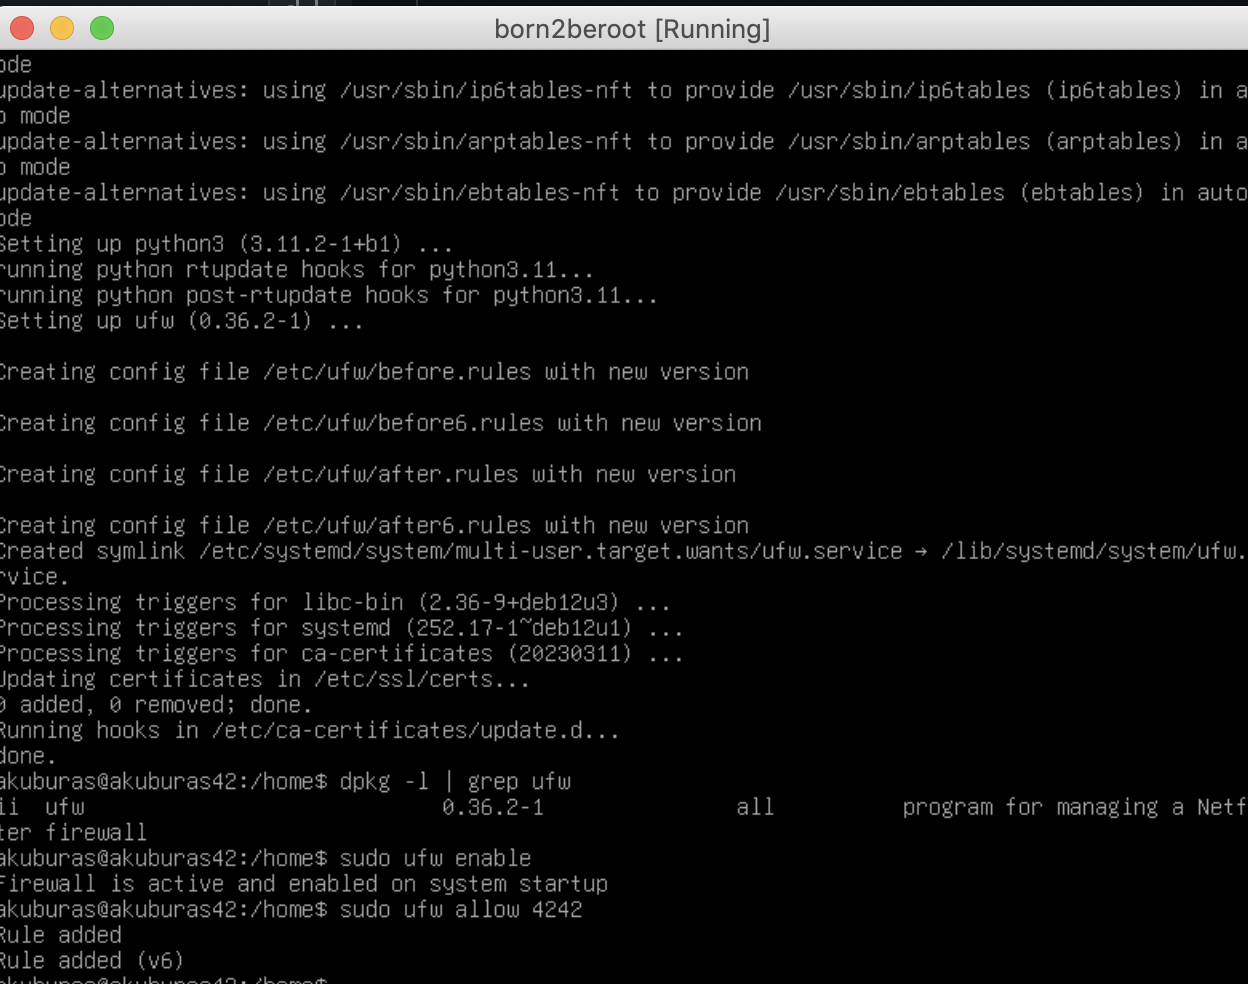 born2beroot [Running]
ode
update-alternatives: using /usr/sbin/ip6tables-nft to provide /usr/sbin/ip6tables (ip6tables) in a
o mode
update-alternatives: using /usr/sbin/arptables-nft to provide /usr/sbin/arptables (arptables) in a
o mode
update-alternatives: using /usr/sbin/ebtables-nft to provide /usr/sbin/ebtables (ebtables) in auto
ode
Setting up python3 (3.11.2-1+b1) ...
running python rtupdate hooks for python3.11...
running python post-rtupdate hooks for python3.11...
Setting up ufw (0.36.2-1) ...
Creating config file /etc/ufw/before.rules with new version
Creating config file /etc/ufw/before6.rules with new version
Creating config file /etc/ufw/after.rules with new version
Creating config file /etc/ufw/after6.rules with new version
Created symlink /etc/systemd/system/multi-user.target.wants/ufw.service → /lib/systemd/system/ufw.
rvice.
Processing triggers for libc-bin (2.36-9+deb12u3) ...
Processing triggers for systemd (252.17-1~deb12u1) ...
Processing triggers for ca-certificates (20230311) ...
Updating certificates in /etc/ssl/certs...
0 added, 0 removed; done.
Running hooks in /etc/ca-certificates/update.d...
done.
akuburas@akuburas42:/home$ dpkg -l | grep ufw
ii ufw 0.36.2-1 all program for managing a Netf
ter firewall
akuburas@akuburas42:/home$ sudo ufw enable
Firewall is active and enabled on system startup
akuburas@akuburas42:/home$ sudo ufw allow 4242
Rule added
Rule added (v6)
akuburas@akuburas42:/home$